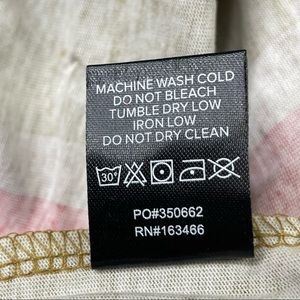 MACHINE WASH COLD
DO NOT BLEACH
TUMBLE DRY LOW
IRON LOW
DO NOT DRY CLEAN
30°
PO#350662
RN#163466